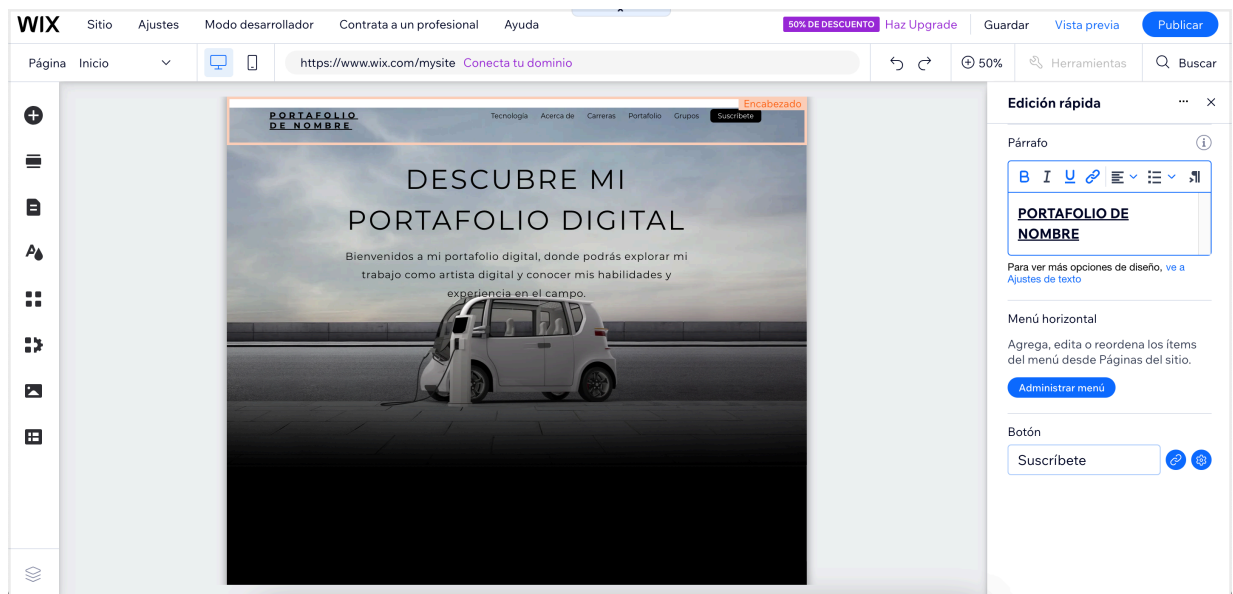 WIX Sitio Ajustes Modo desarrollador Contrata a un profesional Ayuda 50% DE DESCUENTO Haz Upgrade Guardar Vista previa Publicar
Página Inicio https://www.wix.com/mysite Conecta tu dominio 50% Herramientas Buscar
Encabezado
PORTAFOLIO
DE NOMBRE
Tecnología Acerca de Carreras Portafolio Grupos Suscríbete
DESCUBRE MI
PORTAFOLIO DIGITAL
Bienvenidos a mi portafolio digital, donde podrás explorar mi
trabajo como artista digital y conocer mis habilidades y
experiencia en el campo.
Edición rápida
Párrafo
B I U
PORTAFOLIO DE
NOMBRE
Para ver más opciones de diseño, ve a
Ajustes de texto
Menú horizontal
Agrega, edita o reordena los ítems
del menú desde Páginas del sitio.
Administrar menú
Botón
Suscríbete